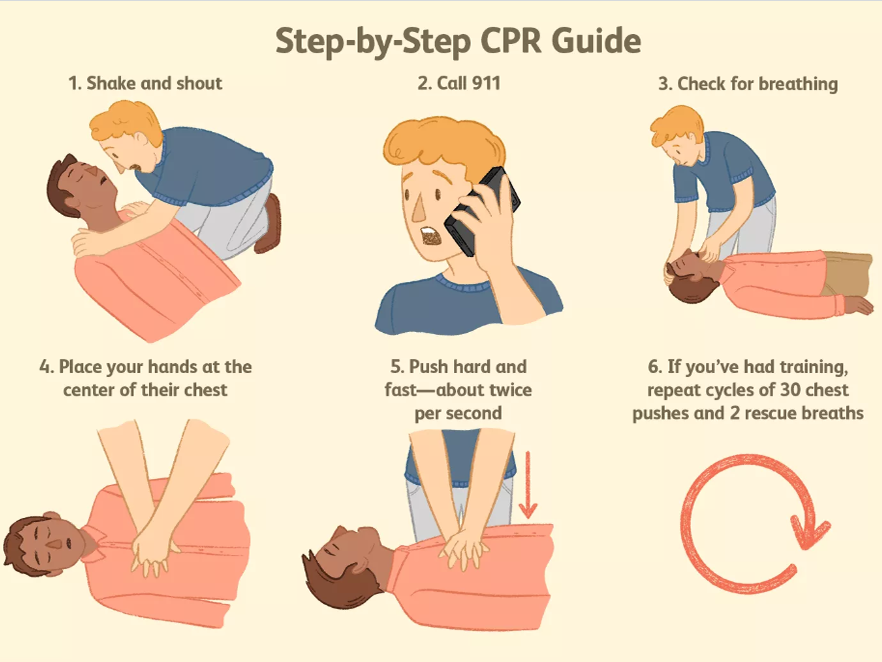 Step-by-Step CPR Guide
1. Shake and shout
2. Call 911
3. Check for breathing
4. Place your hands at the
center of their chest
5. Push hard and
fast—about twice
per second
6. If you’ve had training,
repeat cycles of 30 chest
pushes and 2 rescue breaths